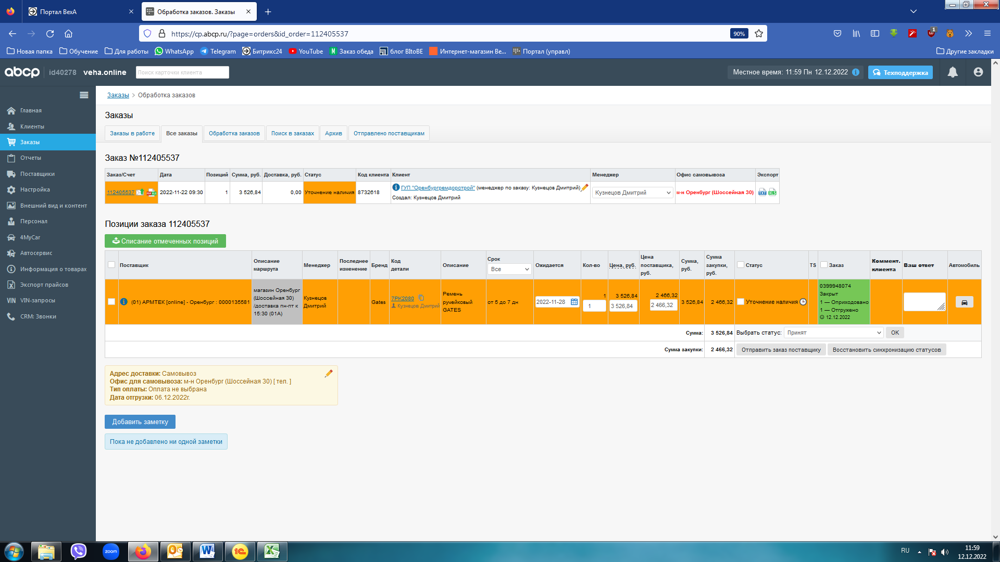 Портал ВехА
Обработка заказов. Заказы
https://cp.abcp.ru/?page=orders&id_order=112405537
90%
1
Новая папка
Обучение
Для работы
WhatsApp
Telegram
Битрикс24
YouTube
Заказ обеда
блог BItoBE
Интернет-магазин Ве...
Портал (управл)
Другие закладки
abcp
id40278
veha.online
Поиск карточки клиента
Местное время: 11:59 Пн 12.12.2022
Техподдержка
Главная
Клиенты
Заказы
Отчеты
Поставщики
Настройка
Внешний вид и контент
Персонал
4MyCar
Автосервис
Информация о товарах
Экспорт прайсов
VIN VIN-запросы
CRM: Звонки
Заказы > Обработка заказов
Заказы
Заказы в работе
Все заказы
Обработка заказов
Поиск в заказах
Архив
Отправлено поставщикам
Заказ №112405537
Заказ/Счет Дата Позиций Сумма, руб. Доставка, руб. Статус Код клиента Клиент Менеджер Офис самовывоза Экспорт
112405537 PDF XLS 2022-11-22 09:30 1 3 526,84 0,00 Уточнение наличия 8732618 ГУП "Оренбургремдорстрой" (менеджер по заказу: Кузнецов Дмитрий) Кузнецов Дмитрий м-н Оренбург (Шоссейная 30) TXT XLS
Создал: Кузнецов Дмитрий
Позиции заказа 112405537
Списание отмеченных позиций
Поставщик
Описание
маршрута
Менеджер
Последнее
изменение
Бренд
Код
детали
Описание
Срок
Все
Ожидается
Кол-во
Цена, руб.
Цена
поставщика,
руб.
Сумма,
руб.
Сумма
закупки,
руб.
Статус
TS
Заказ
Коммент.
клиента
Ваш ответ
Автомобиль
(01) АРМТЕК [online] - Оренбург : 0000135581
магазин Оренбург
(Шоссейная 30)
/доставка пн-пт к
15:30 (01А)
Кузнецов
Дмитрий
Gates
7PK2080
Кузнецов Дмитрий
Ремень
ручейковый
GATES
от 5 до 7 дн
2022-11-28
1
1
3 526,84
3 526,84
2 466,32
2 466,32
3 526,84
2 466,32
Уточнение наличия
0399948074
Закрыт
1 — Оприходовано
1 — Отгружено
12.12.2022
Сумма: 3 526,84 Выбрать статус: Принят OK
Сумма закупки: 2 466,32 Отправить заказ поставщику Восстановить синхронизацию статусов
Адрес доставки: Самовывоз
Офис для самовывоза: м-н Оренбург (Шоссейная 30) [ тел. ]
Тип оплаты: Оплата не выбрана
Дата отгрузки: 06.12.2022г.
Добавить заметку
Пока не добавлено ни одной заметки
zoom
RU
11:59
12.12.2022